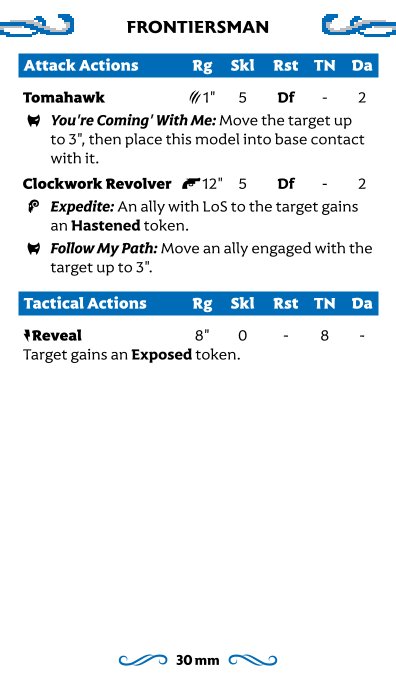 FRONTIERSMAN
Attack Actions Rg Skl Rst TN Da
Tomahawk 1" 5 Df - 2
You're Coming' With Me: Move the target up
to 3", then place this model into base contact
with it.
Clockwork Revolver 12" 5 Df - 2
Expedite: An ally with LoS to the target gains
an Hastened token.
Follow My Path: Move an ally engaged with the
target up to 3".
Tactical Actions Rg Skl Rst TN Da
Reveal 8" 0 - 8 -
Target gains an Exposed token.
30 mm